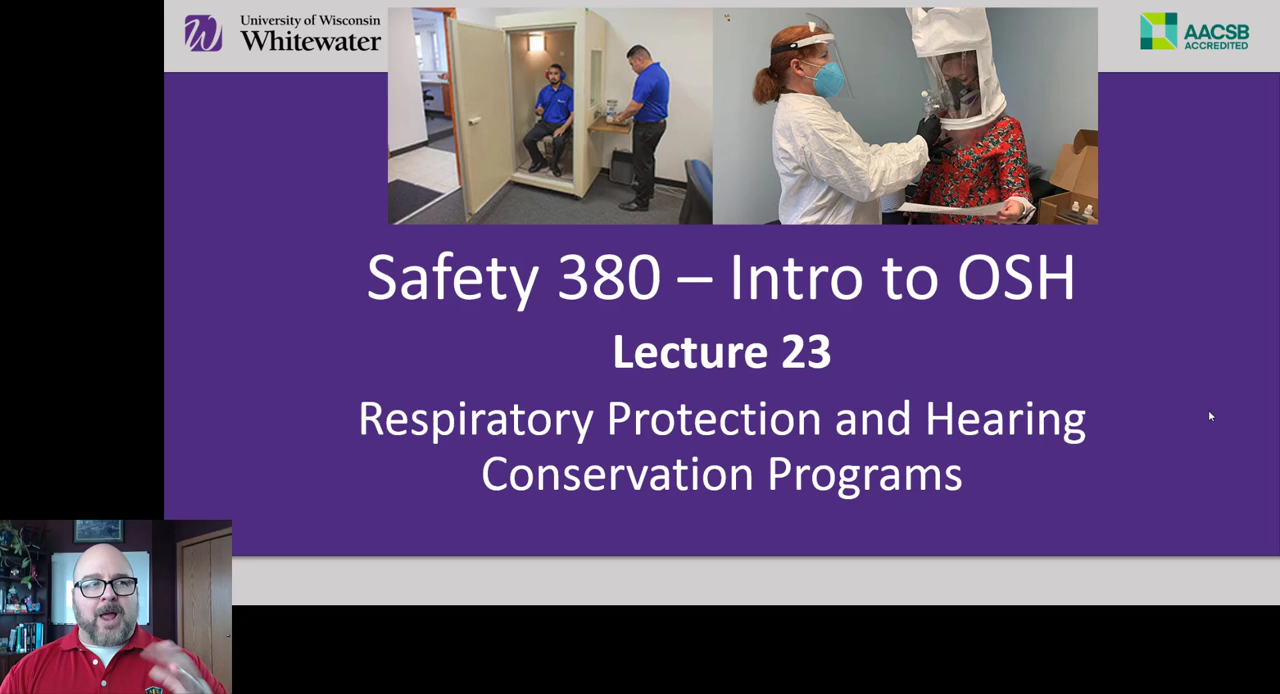 University of Wisconsin
Whitewater
AACSB
ACCREDITED
Safety 380 – Intro to OSH
Lecture 23
Respiratory Protection and Hearing
Conservation Programs